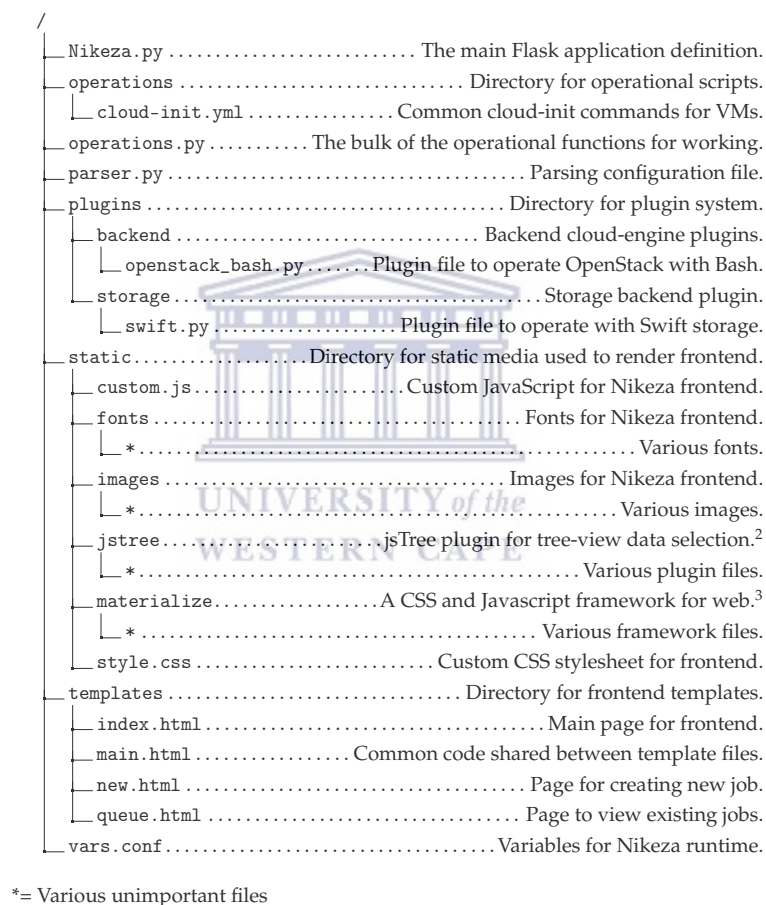 /
Nikeza.py ........................... The main Flask application definition.
operations ............................... Directory for operational scripts.
cloud-init.yml ................ Common cloud-init commands for VMs.
operations.py ........... The bulk of the operational functions for working.
parser.py ...................................... Parsing configuration file.
plugins ........................................ Directory for plugin system.
backend .................................. Backend cloud-engine plugins.
openstack_bash.py ....... Plugin file to operate OpenStack with Bash.
storage ........................................ Storage backend plugin.
swift.py .................... Plugin file to operate with Swift storage.
static ................... Directory for static media used to render frontend.
custom.js ....................... Custom JavaScript for Nikeza frontend.
fonts ...................................... Fonts for Nikeza frontend.
* .................................................... Various fonts.
images .................................... Images for Nikeza frontend.
UNIVERSITY of the
* .................................................... Various images.
jstree ........................ jsTree plugin for tree-view data selection.2
WESTERN CAPE
* ............................................... Various plugin files.
materialize .................. A CSS and Javascript framework for web.3
* ........................................... Various framework files.
style.css .......................... Custom CSS stylesheet for frontend.
templates ................................ Directory for frontend templates.
index.html ..................................... Main page for frontend.
main.html ................. Common code shared between template files.
new.html ................................... Page for creating new job.
queue.html .................................. Page to view existing jobs.
vars.conf .................................... Variables for Nikeza runtime.
*= Various unimportant files